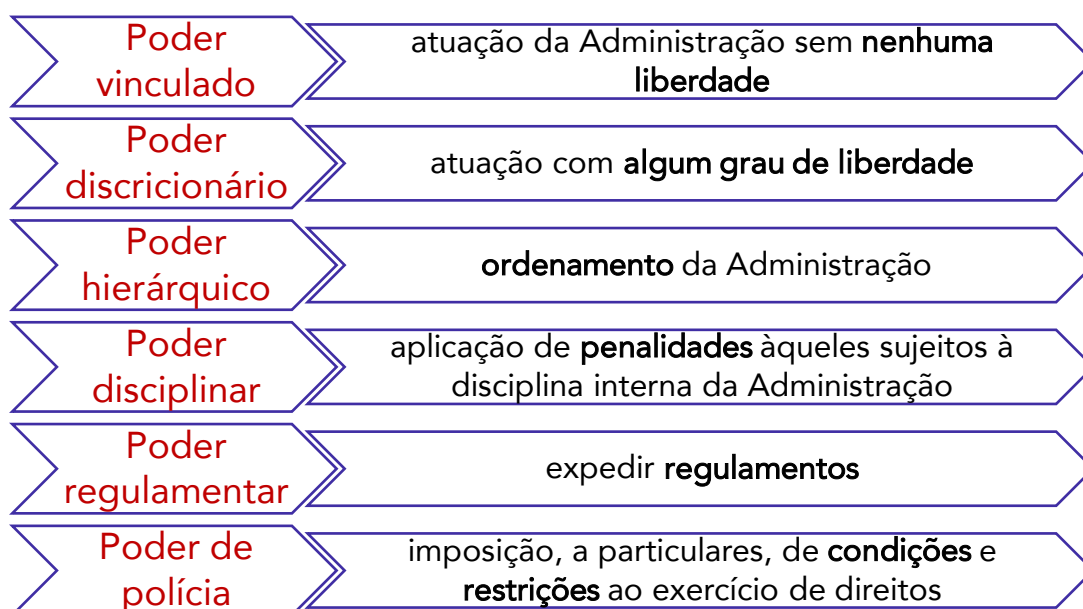 Poder
vinculado
atuação da Administração sem nenhuma
liberdade
Poder
discricionário
atuação com algum grau de liberdade
Poder
hierárquico
ordenamento da Administração
Poder
disciplinar
aplicação de penalidades àqueles sujeitos à
disciplina interna da Administração
Poder
regulamentar
expedir regulamentos
Poder de
polícia
imposição, a particulares, de condições e
restrições ao exercício de direitos